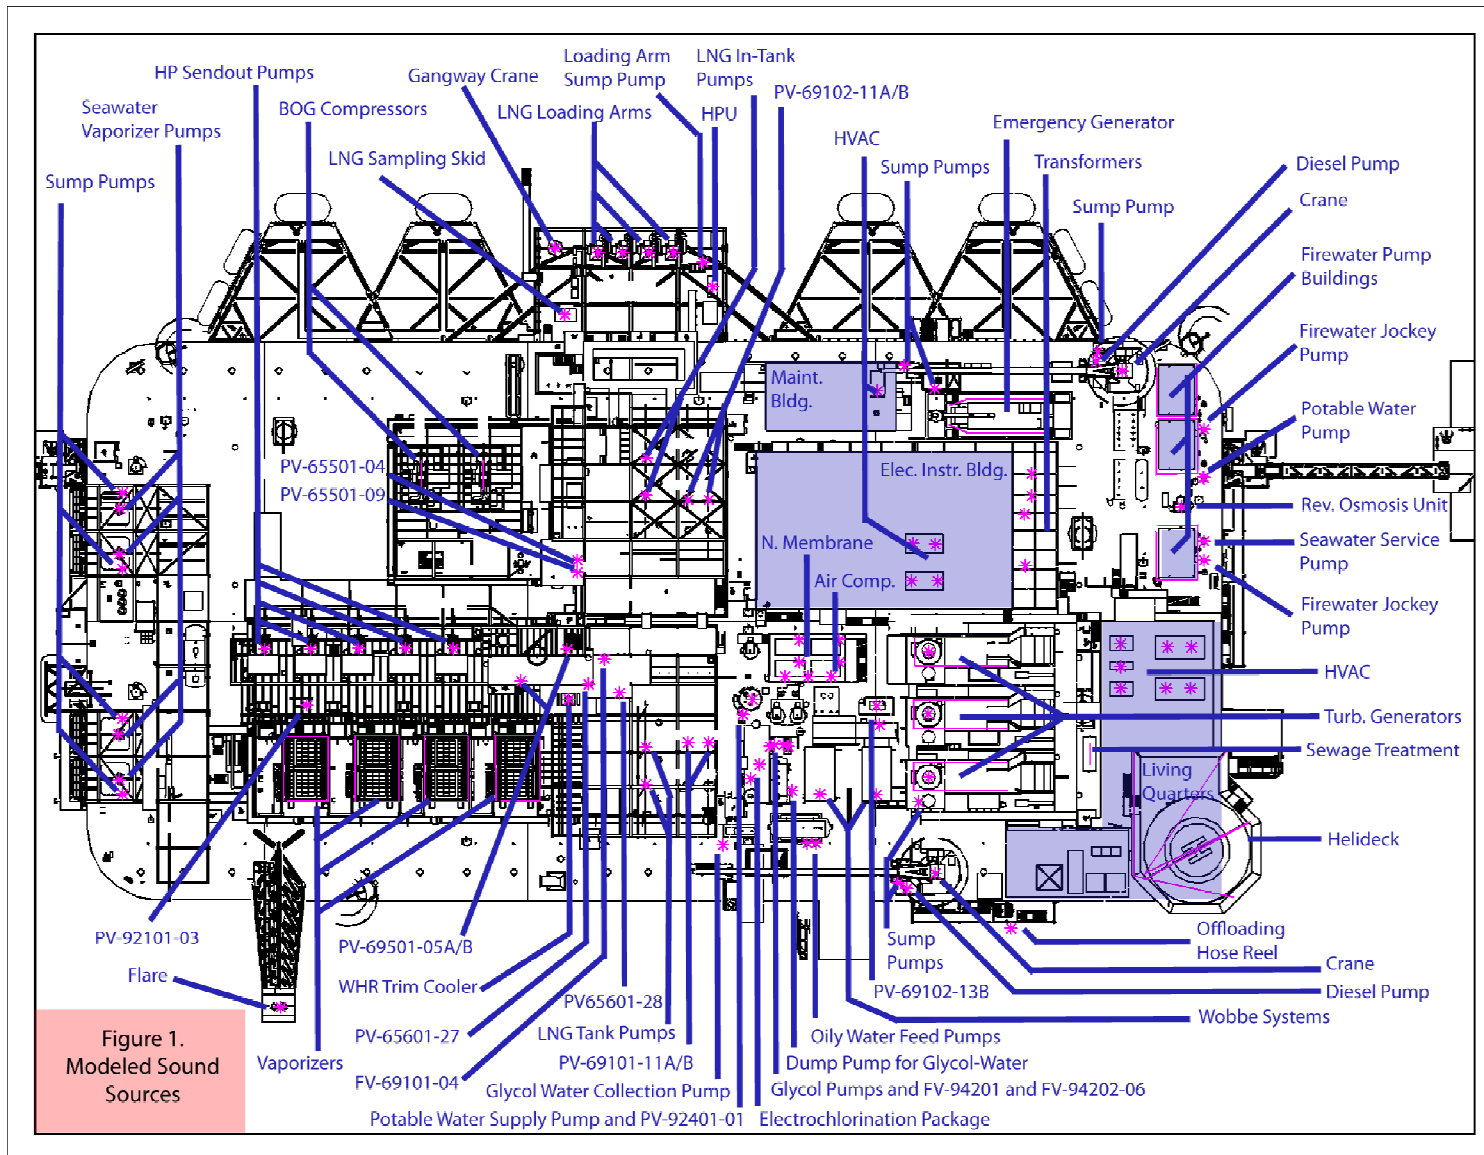 HP Sendout Pumps
Seawater
Vaporizer Pumps
BOG Compressors
Sump Pumps
LNG Sampling Skid
Gangway Crane
LNG Loading Arms
Loading Arm
Sump Pump
LNG In-Tank
Pumps
HPU
PV-69102-11A/B
HVAC
Sump Pumps
Emergency Generator
Transformers
Sump Pump
Diesel Pump
Crane
Firewater Pump
Buildings
Firewater Jockey
Pump
Potable Water
Pump
Rev. Osmosis Unit
Seawater Service
Pump
Firewater Jockey
Pump
HVAC
Turb. Generators
Sewage Treatment
Helideck
Maint.
Bldg.
Elec. Instr. Bldg.
N. Membrane
Air Comp.
PV-65501-04
PV-65501-09
Living
Quarters
PV-92101-03
Flare
Vaporizers
PV-69501-05A/B
WHR Trim Cooler
PV-65601-27
FV-69101-04
PV65601-28
LNG Tank Pumps
PV-69101-11A/B
Glycol Water Collection Pump
Potable Water Supply Pump and PV-92401-01
Electrochlorination Package
Glycol Pumps and FV-94201 and FV-94202-06
Dump Pump for Glycol-Water
Oily Water Feed Pumps
Sump
Pumps
PV-69102-13B
Wobbe Systems
Diesel Pump
Crane
Offloading
Hose Reel
Figure 1.
Modeled Sound
Sources